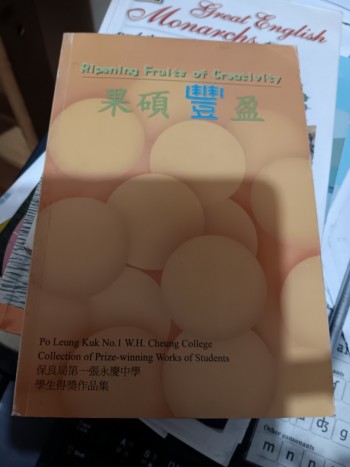 Great English
Monarchs
Ripening Fruits of Creativity
果碩豐盈
Po Leung Kuk No.1 W.H. Cheung College
Collection of Prize-winning Works of Students
保良局第一張永慶中學
學生得獎作品集